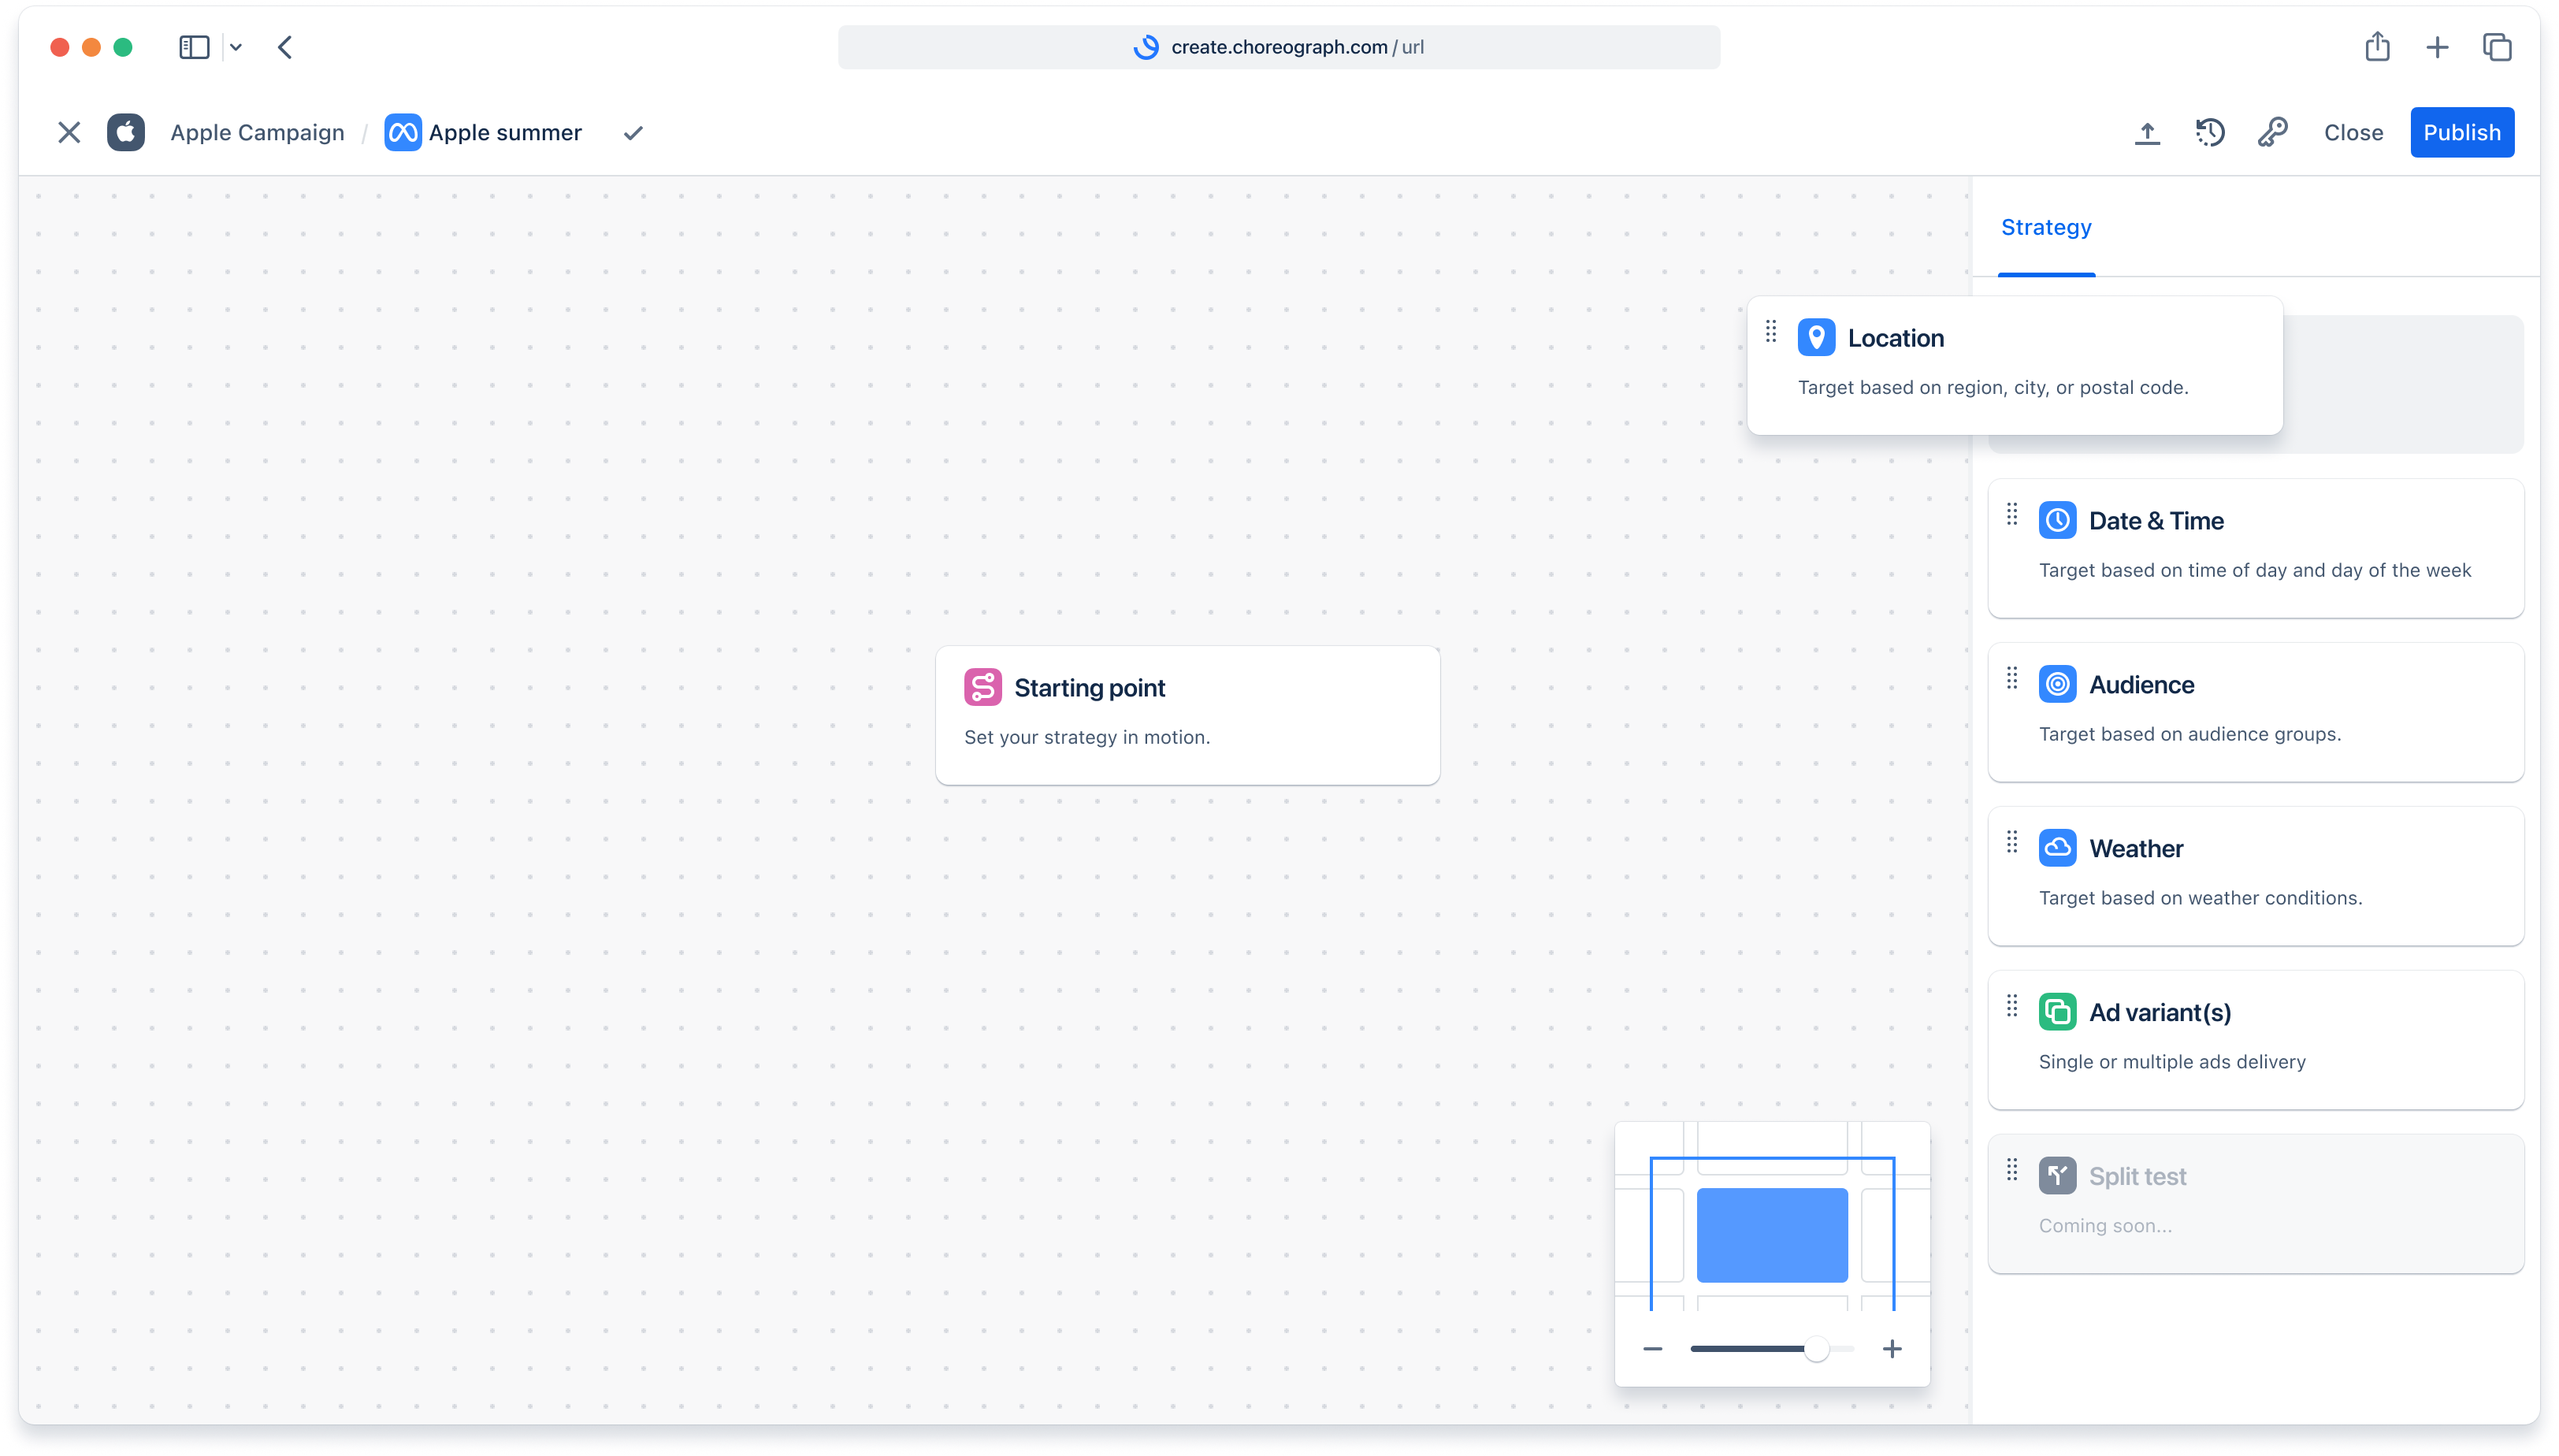 create.choreograph.com / url
Apple Campaign / Apple summer
Close
Publish
Strategy
Location
Target based on region, city, or postal code.
Date & Time
Target based on time of day and day of the week
Starting point
Set your strategy in motion.
Audience
Target based on audience groups.
Weather
Target based on weather conditions.
Ad variant(s)
Single or multiple ads delivery
Split test
Coming soon...